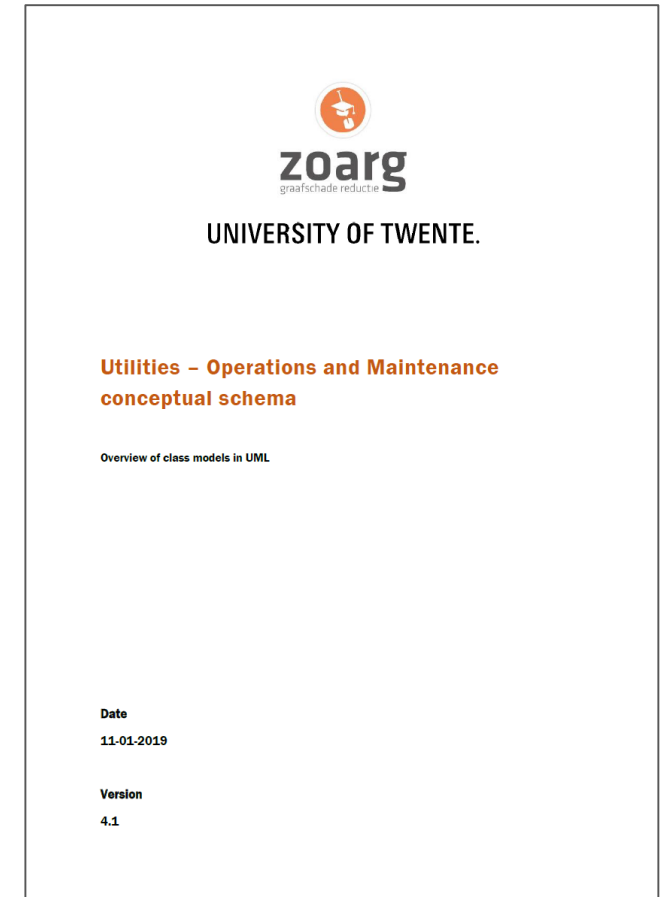 zoarg
graafschade reductie
UNIVERSITY OF TWENTE.
Utilities – Operations and Maintenance
conceptual schema
Overview of class models in UML
Date
11-01-2019
Version
4.1